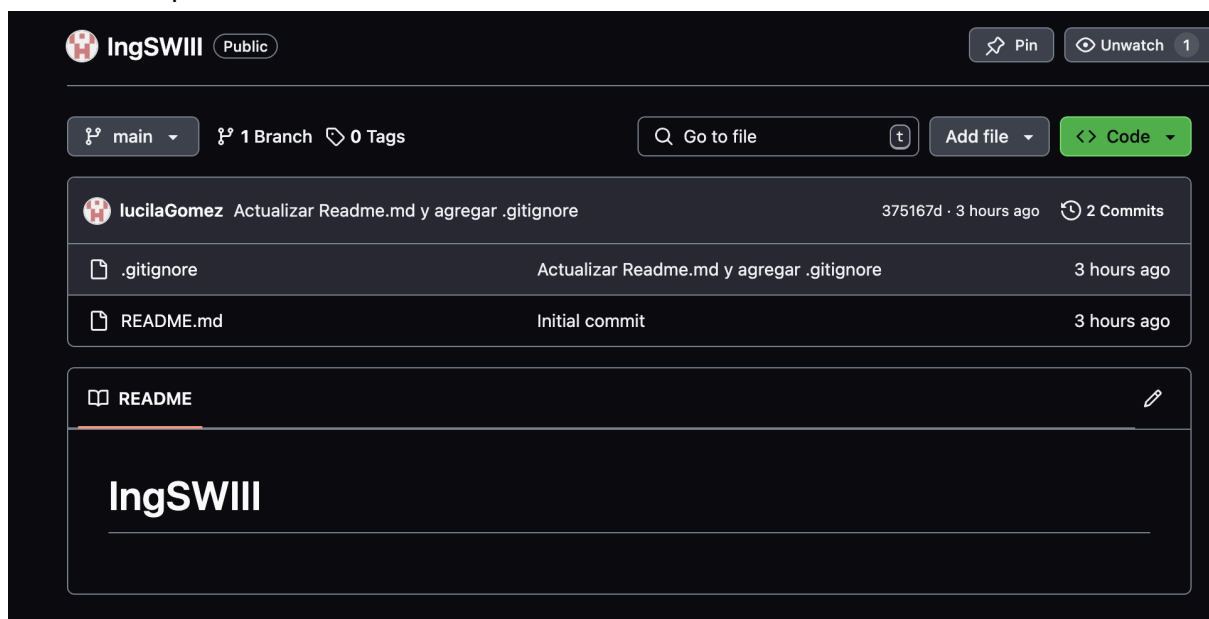 IngSWIII Public Pin Unwatch 1
main 1 Branch 0 Tags Go to file t Add file Code
lucilaGomez Actualizar Readme.md y agregar .gitignore 375167d · 3 hours ago 2 Commits
.gitignore Actualizar Readme.md y agregar .gitignore 3 hours ago
README.md Initial commit 3 hours ago
README
IngSWIII